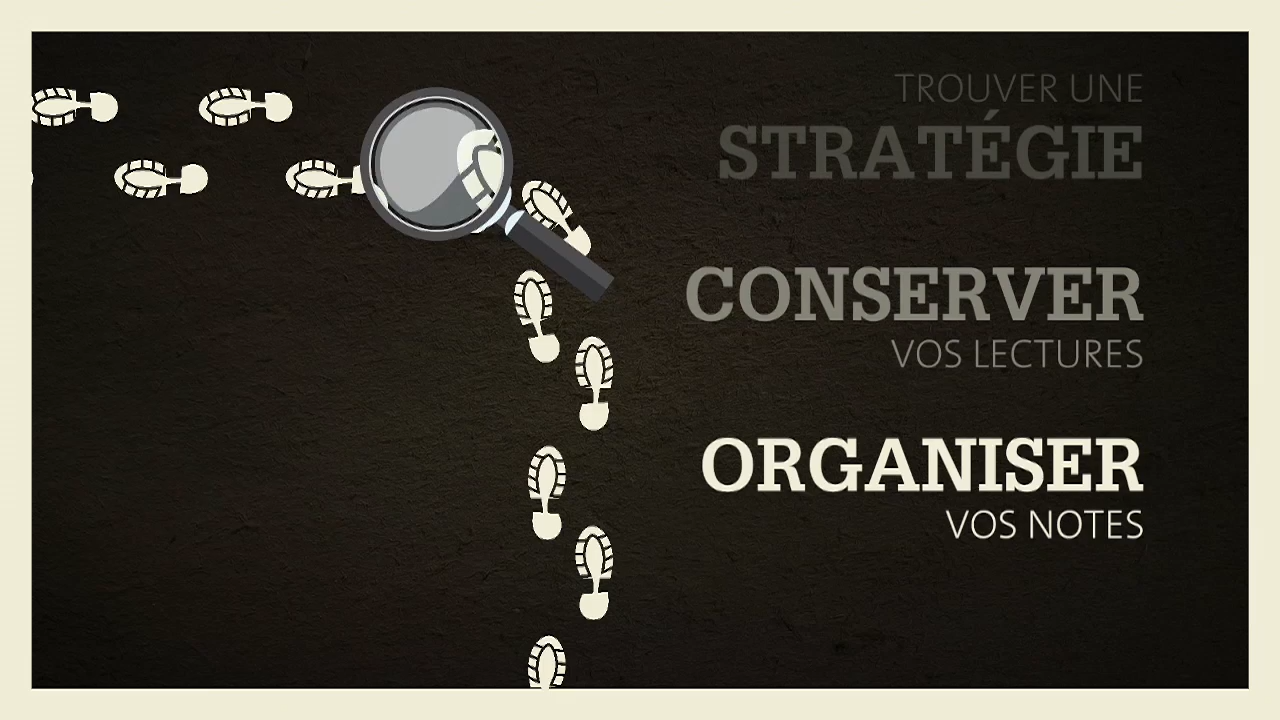 TROUVER UNE
STRATÉGIE
CONSERVER
VOS LECTURES
ORGANISER
VOS NOTES